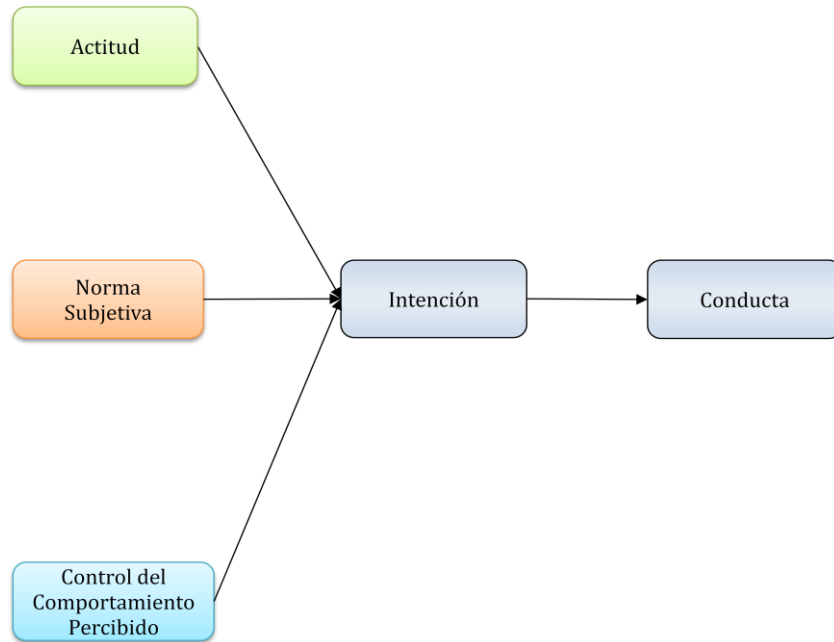 Actitud
Norma
Subjetiva
Intención
Conducta
Control del
Comportamiento
Percibido